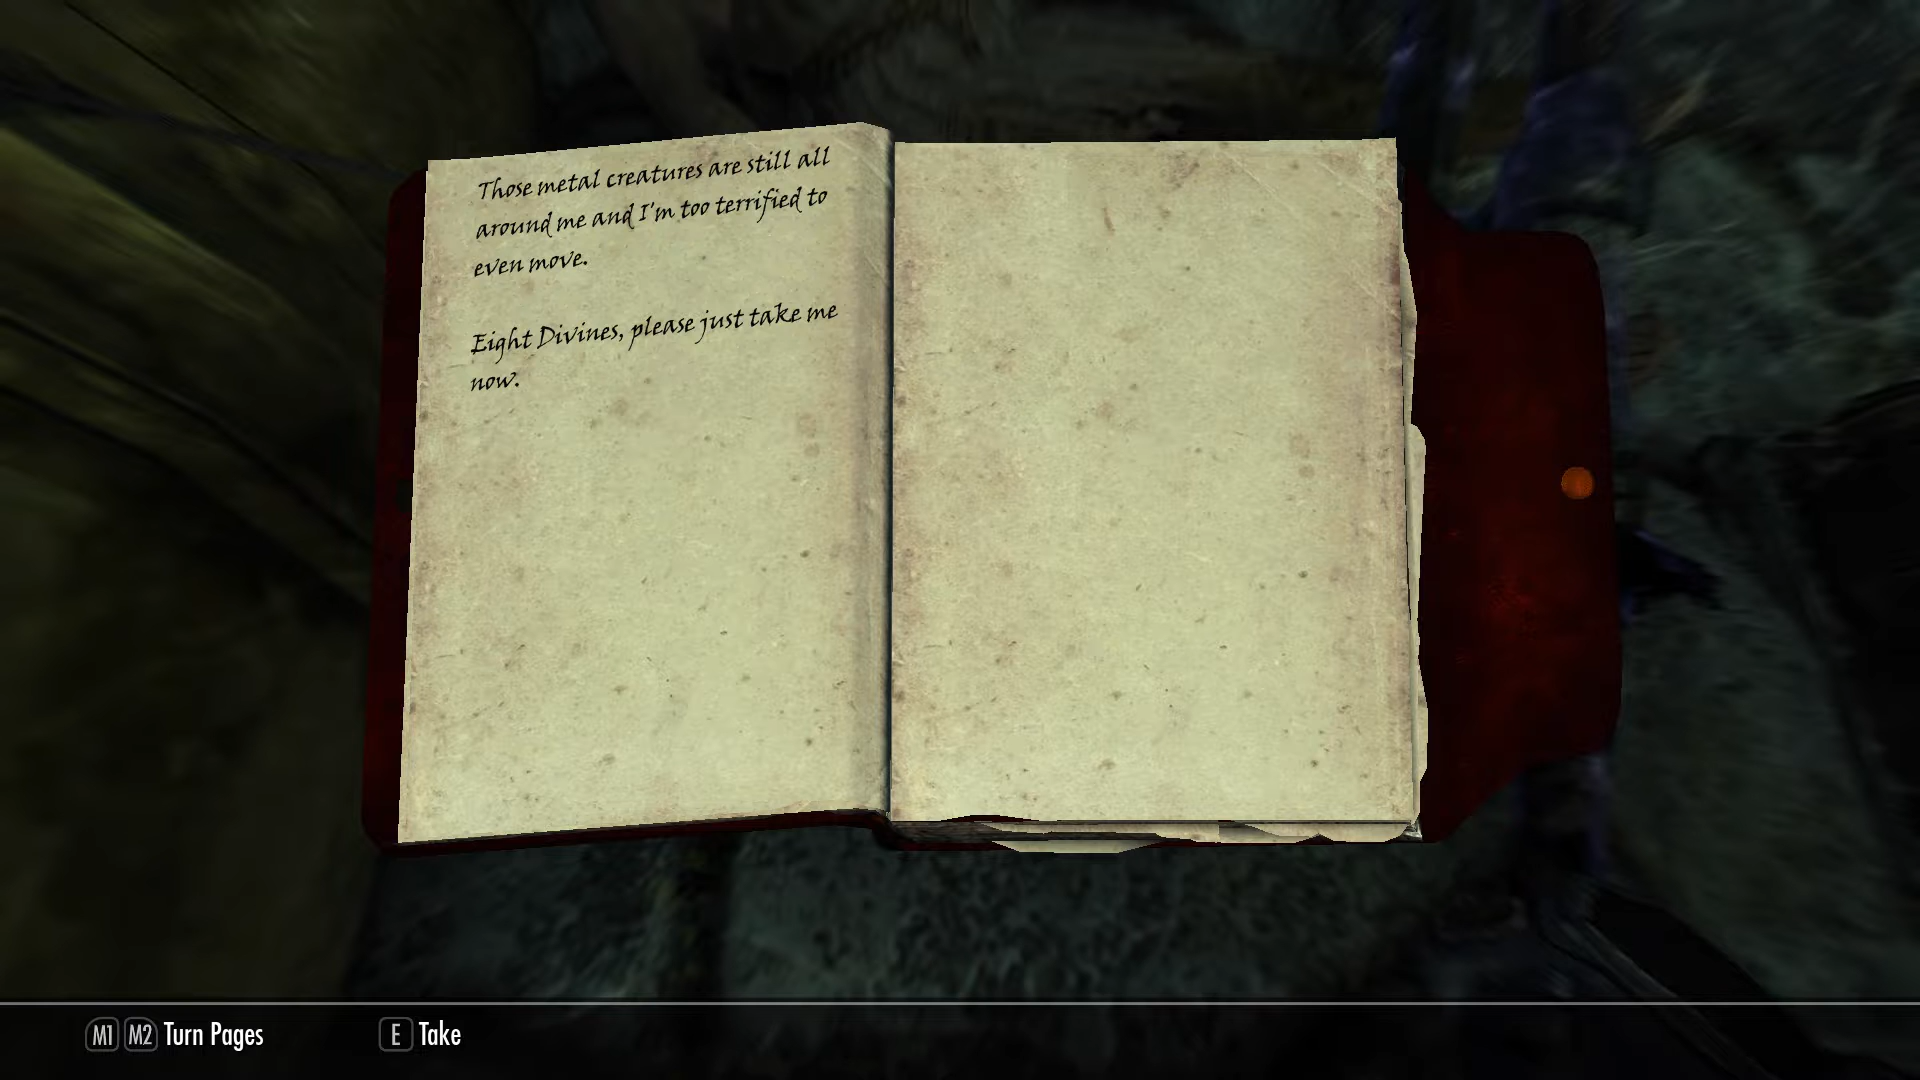 Those metal creatures are still all
around me and I'm too terrified to
even move.
Eight Divines, please just take me
now.
M1 M2 Turn Pages
E Take